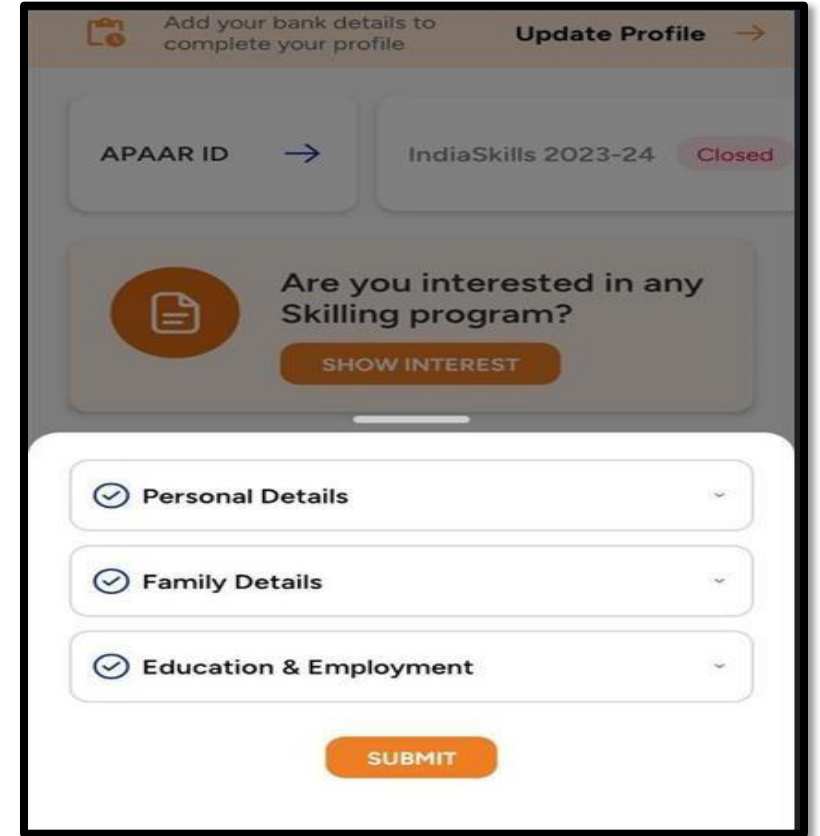 Add your bank details to
complete your profile
Update Profile →
APAAR ID →
IndiaSkills 2023-24 Closed
Are you interested in any
Skilling program?
SHOW INTEREST
Personal Details
Family Details
Education & Employment
SUBMIT